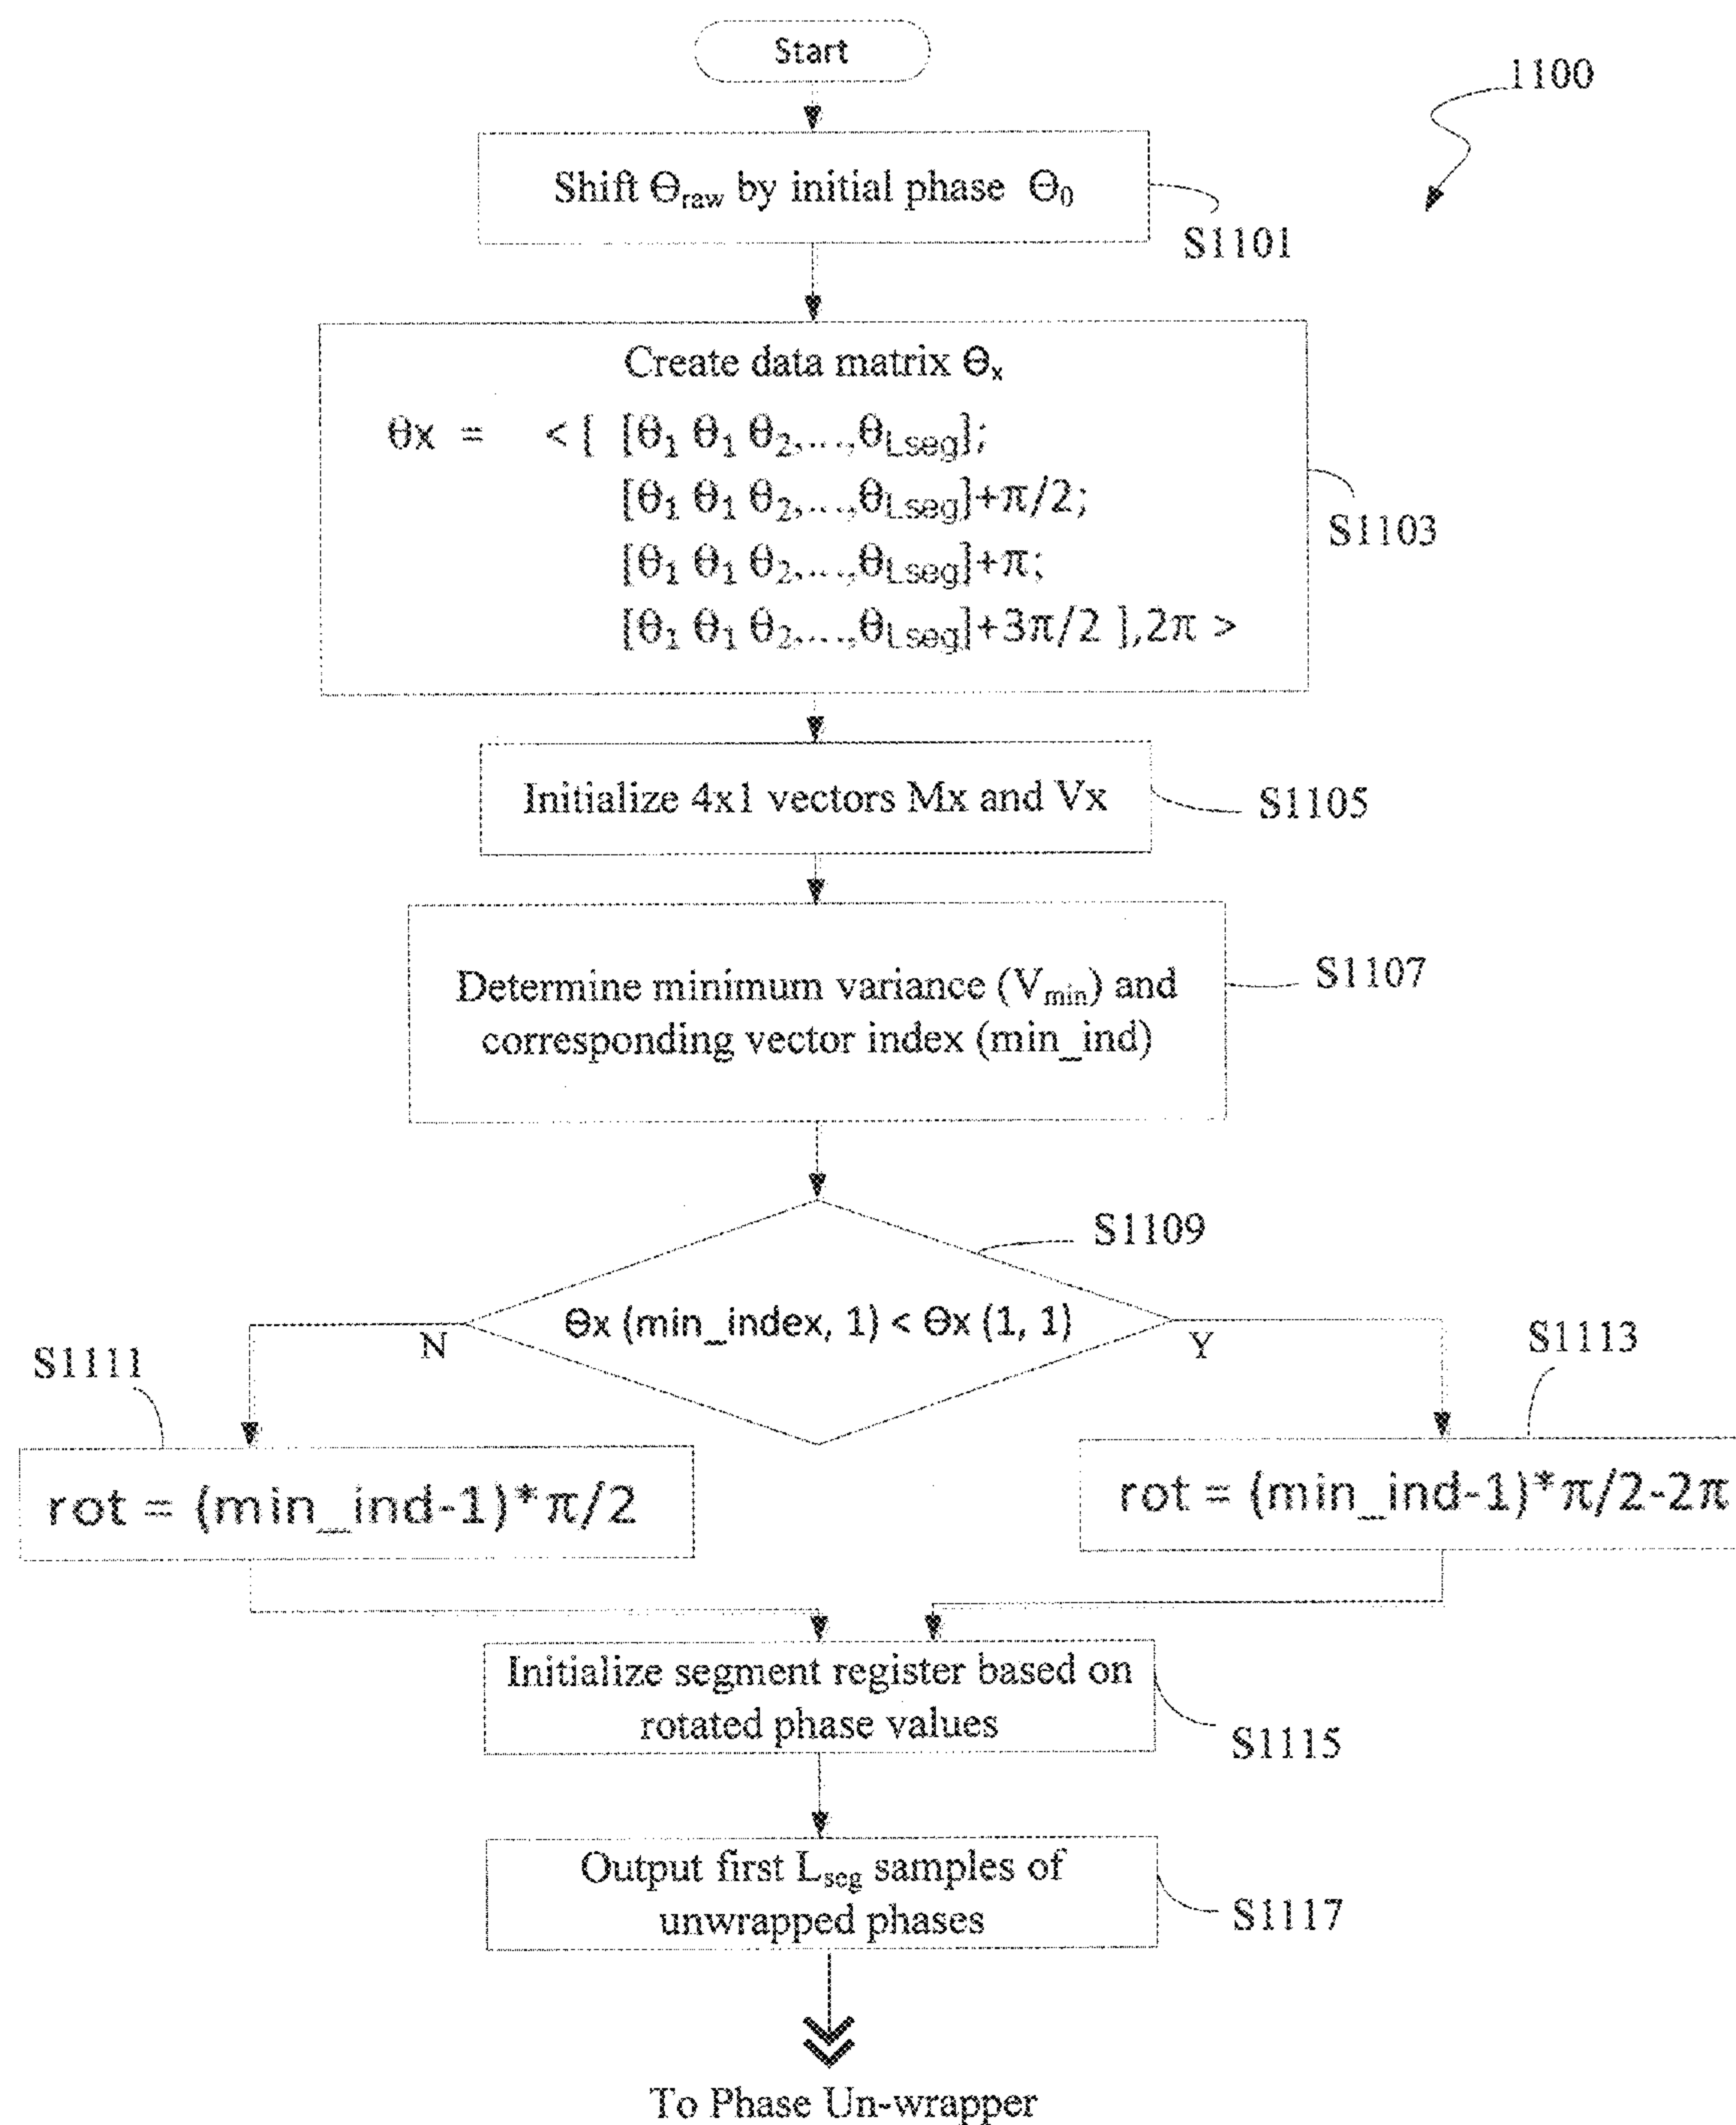 Start
1100
Shift Θraw by initial phase Θ0
S1101
Create data matrix Θx
θx = < [ [θ1 θ1 θ2,...,θLseg];
[θ1 θ1 θ2,...,θLseg]+π/2;
[θ1 θ1 θ2,...,θLseg]+π;
[θ1 θ1 θ2,...,θLseg]+3π/2 ],2π >
S1103
Initialize 4x1 vectors Mx and Vx
S1105
Determine minimum variance (Vmin) and
corresponding vector index (min_ind)
S1107
S1109
Θx (min_index, 1) < Θx (1, 1)
N
Y
S1111
S1113
rot = (min_ind-1)*π/2
rot = (min_ind-1)*π/2-2π
Initialize segment register based on
rotated phase values
S1115
Output first Lseg samples of
unwrapped phases
S1117
To Phase Un-wrapper